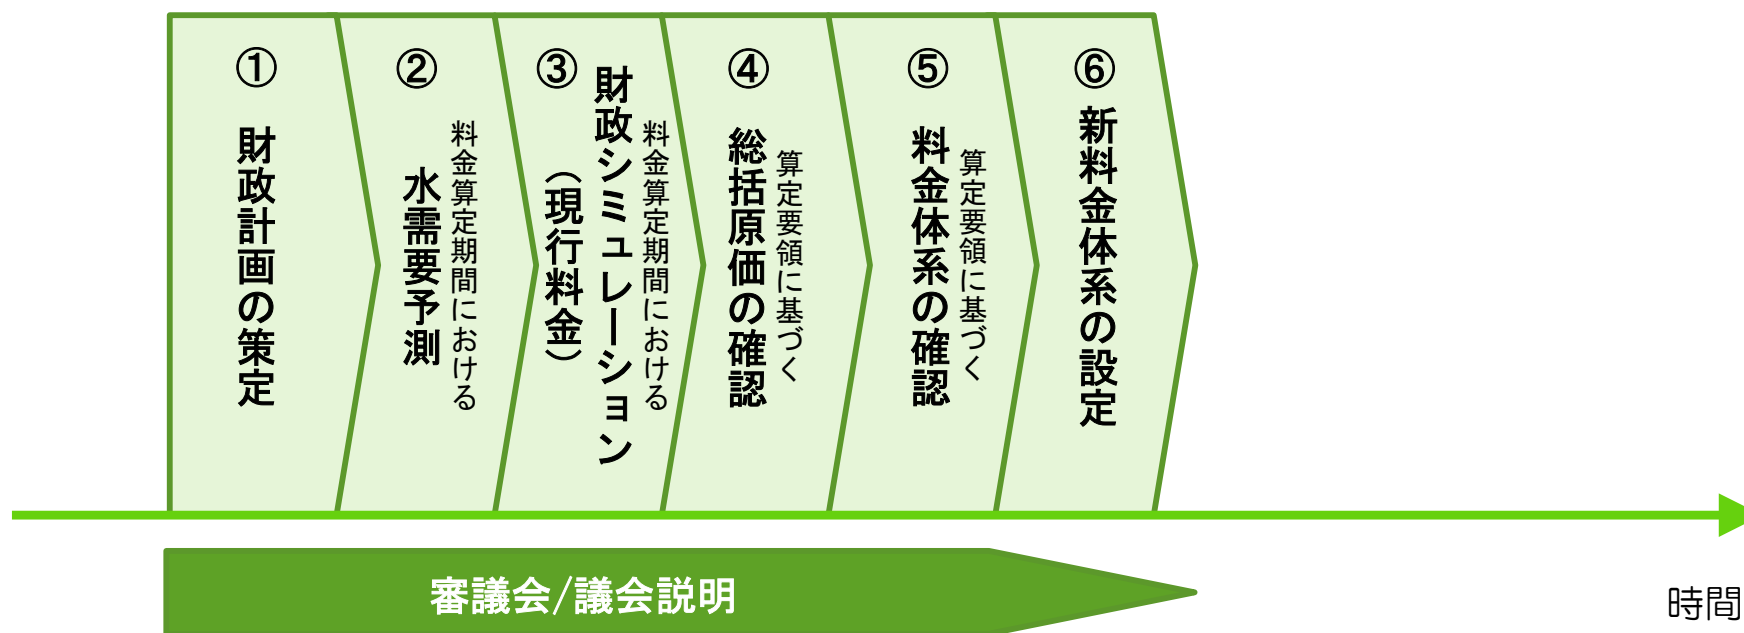 ①
財政計画の策定
②
料金算定期間における
水需要予測
③
料金算定期間における
財政シミュレーション
（現行料金）
④
算定要領に基づく
総括原価の確認
⑤
算定要領に基づく
料金体系の確認
⑥
新料金体系の設定
審議会/議会説明
時間